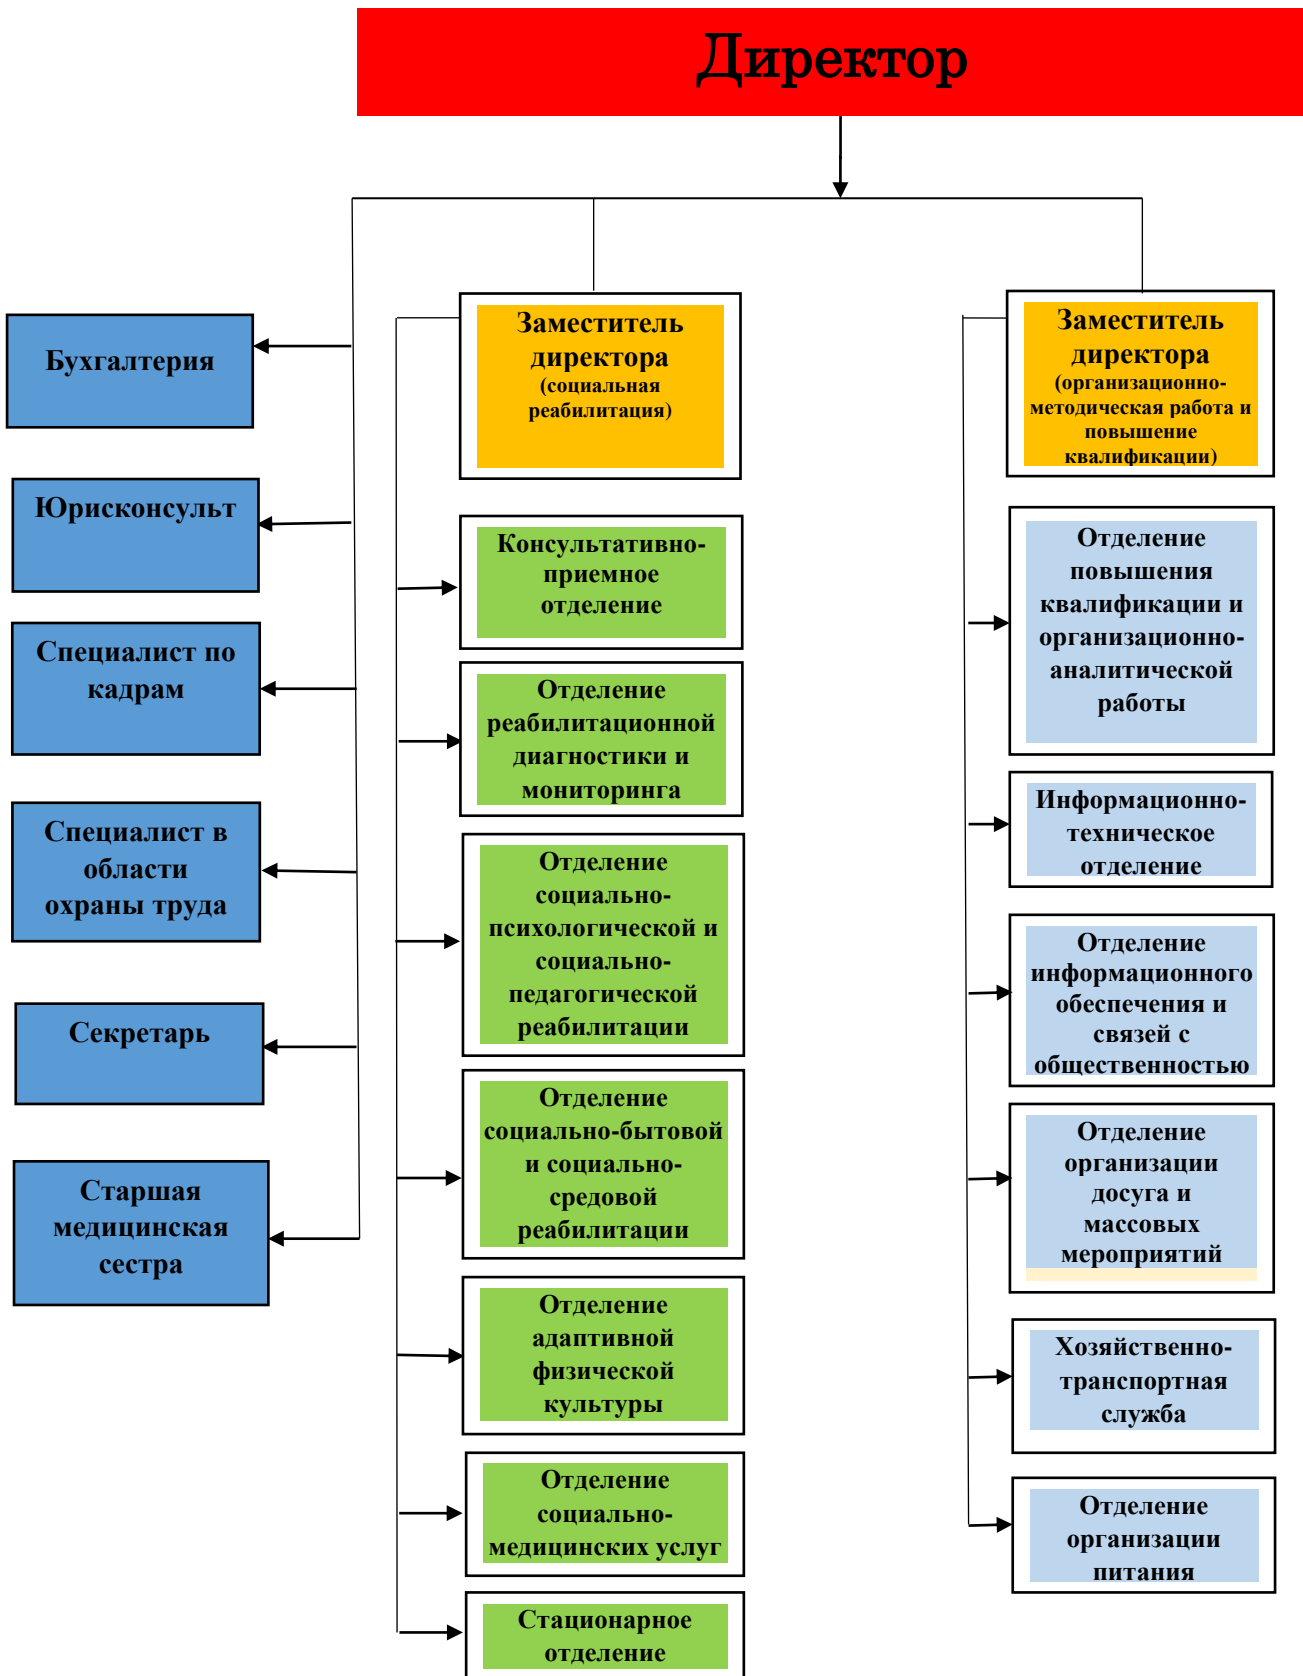 Директор
Бухгалтерия
Юрисконсульт
Специалист по
кадрам
Специалист в
области
охраны труда
Секретарь
Старшая
медицинская
сестра
Заместитель
директора
(социальная
реабилитация)
Консультативно-
приемное
отделение
Отделение
реабилитационной
диагностики и
мониторинга
Отделение
социально-
психологической и
социально-
педагогической
реабилитации
Отделение
социально-бытовой
и социально-
средовой
реабилитации
Отделение
адаптивной
физической
культуры
Отделение
социально-
медицинских услуг
Стационарное
отделение
Заместитель
директора
(организационно-
методическая работа и
повышение
квалификации)
Отделение
повышения
квалификации и
организационно-
аналитической
работы
Информационно-
техническое
отделение
Отделение
информационного
обеспечения и
связей с
общественностью
Отделение
организации
досуга и
массовых
мероприятий
Хозяйственно-
транспортная
служба
Отделение
организации
питания